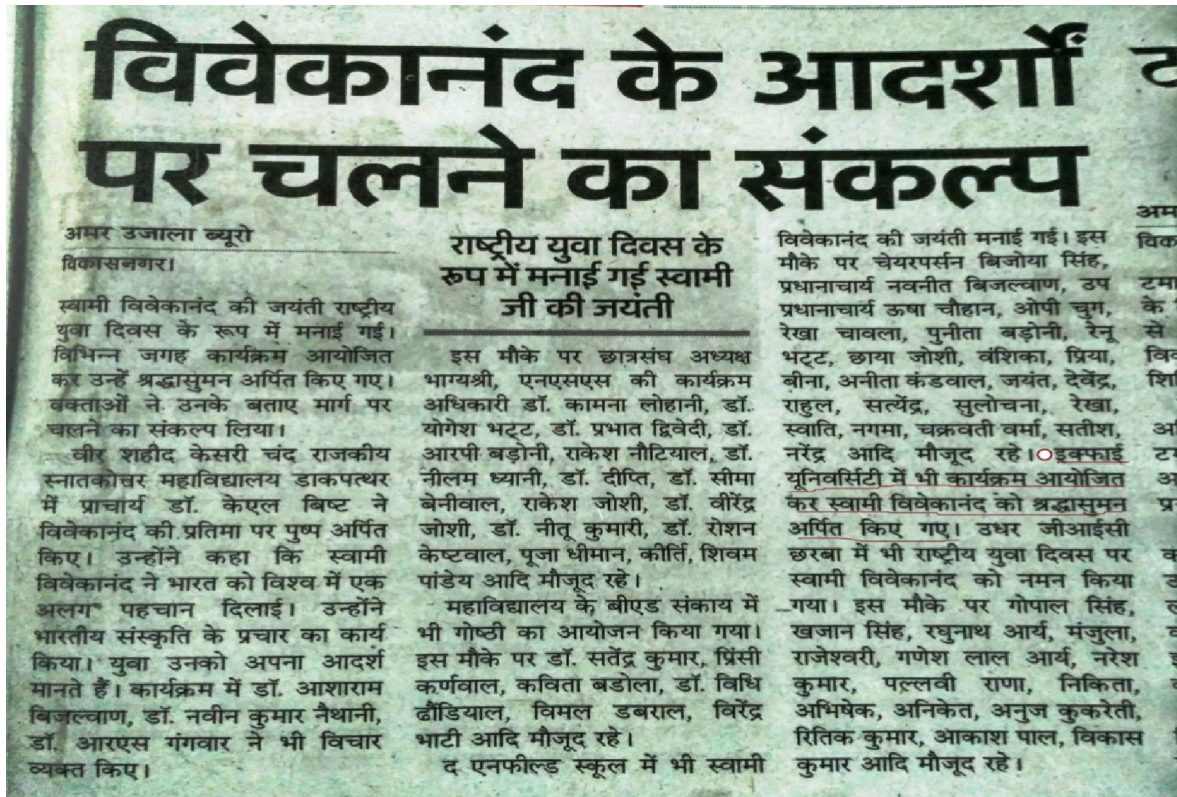 विवेकानंद के आदर्शों
पर चलने का संकल्प
अमर उजाला ब्यूरो
विकासनगर।
स्वामी विवेकानंद की जयंती राष्ट्रीय
युवा दिवस के रूप में मनाई गई।
विभिन्न जगह कार्यक्रम आयोजित
कर उन्हें श्रद्धासुमन अर्पित किए गए।
वक्ताओं ने उनके बताए मार्ग पर
चलने का संकल्प लिया।
वीर शहीद केसरी चंद राजकीय
स्नातकोत्तर महाविद्यालय डाकपत्थर
में प्राचार्य डॉ. केएल बिष्ट ने
विवेकानंद की प्रतिमा पर पुष्प अर्पित
किए। उन्होंने कहा कि स्वामी
विवेकानंद ने भारत को विश्व में एक
अलग पहचान दिलाई। उन्होंने
भारतीय संस्कृति के प्रचार का कार्य
किया। युवा उनको अपना आदर्श
मानते हैं। कार्यक्रम में डॉ. आशाराम
बिजल्वाण, डॉ. नवीन कुमार नैथानी,
डॉ. आरएस गंगवार ने भी विचार
व्यक्त किए।
राष्ट्रीय युवा दिवस के
रूप में मनाई गई स्वामी
जी की जयंती
इस मौके पर छात्रसंघ अध्यक्ष
भाग्यश्री, एनएसएस की कार्यक्रम
अधिकारी डॉ. कामना लोहानी, डॉ.
योगेश भट्ट, डॉ. प्रभात द्विवेदी, डॉ.
आरपी बड़ोनी, राकेश नौटियाल, डॉ.
नीलम ध्यानी, डॉ. दीप्ति, डॉ. सीमा
बेनीवाल, राकेश जोशी, डॉ. वीरेंद्र
जोशी, डॉ. नीतू कुमारी, डॉ. रोशन
केष्टवाल, पूजा धीमान, कीर्ति, शिवम
पांडेय आदि मौजूद रहे।
महाविद्यालय के बीएड संकाय में
भी गोष्ठी का आयोजन किया गया।
इस मौके पर डॉ. सतेंद्र कुमार, प्रिंसी
कर्णवाल, कविता बडोला, डॉ. विधि
ढौंडियाल, विमल डबराल, विरेंद्र
भाटी आदि मौजूद रहे।
द एनफील्ड स्कूल में भी स्वामी
विवेकानंद की जयंती मनाई गई। इस
मौके पर चेयरपर्सन बिजोया सिंह,
प्रधानाचार्य नवनीत बिजल्वाण, उप
प्रधानाचार्य ऊषा चौहान, ओपी चुग,
रेखा चावला, पुनीता बड़ोनी, रेनू
भट्ट, छाया जोशी, वंशिका, प्रिया,
बीना, अनीता कंडवाल, जयंत, देवेंद्र,
राहुल, सत्येंद्र, सुलोचना, रेखा,
स्वाति, नगमा, चक्रवती वर्मा, सतीश,
नरेंद्र आदि मौजूद रहे। इक्फाई
यूनिवर्सिटी में भी कार्यक्रम आयोजित
कर स्वामी विवेकानंद को श्रद्धासुमन
अर्पित किए गए। उधर जीआईसी
छरबा में भी राष्ट्रीय युवा दिवस पर
स्वामी विवेकानंद को नमन किया
गया। इस मौके पर गोपाल सिंह,
खजान सिंह, रघुनाथ आर्य, मंजुला,
राजेश्वरी, गणेश लाल आर्य, नरेश
कुमार, पल्लवी राणा, निकिता,
अभिषेक, अनिकेत, अनुज कुकरेती,
रितिक कुमार, आकाश पाल, विकास
कुमार आदि मौजूद रहे।